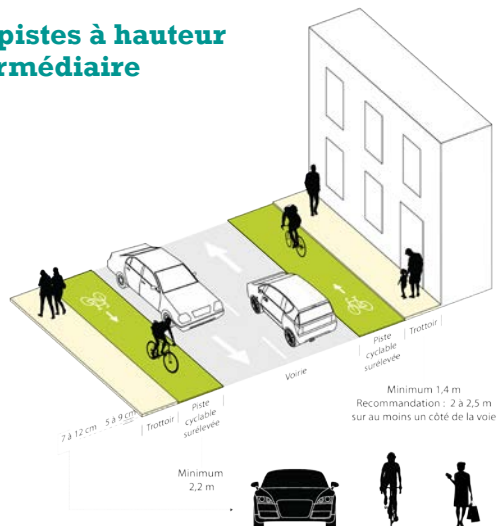 pistes à hauteur
rmédiaire
Voirie
Piste
cyclable
surélevée
Trottoir
Minimum 1,4 m
Recommandation : 2 à 2,5 m
sur au moins un côté de la voie
7 à 12 cm
5 à 9 cm
Trottoir
Piste
cyclable
surélevée
Minimum
2,2 m